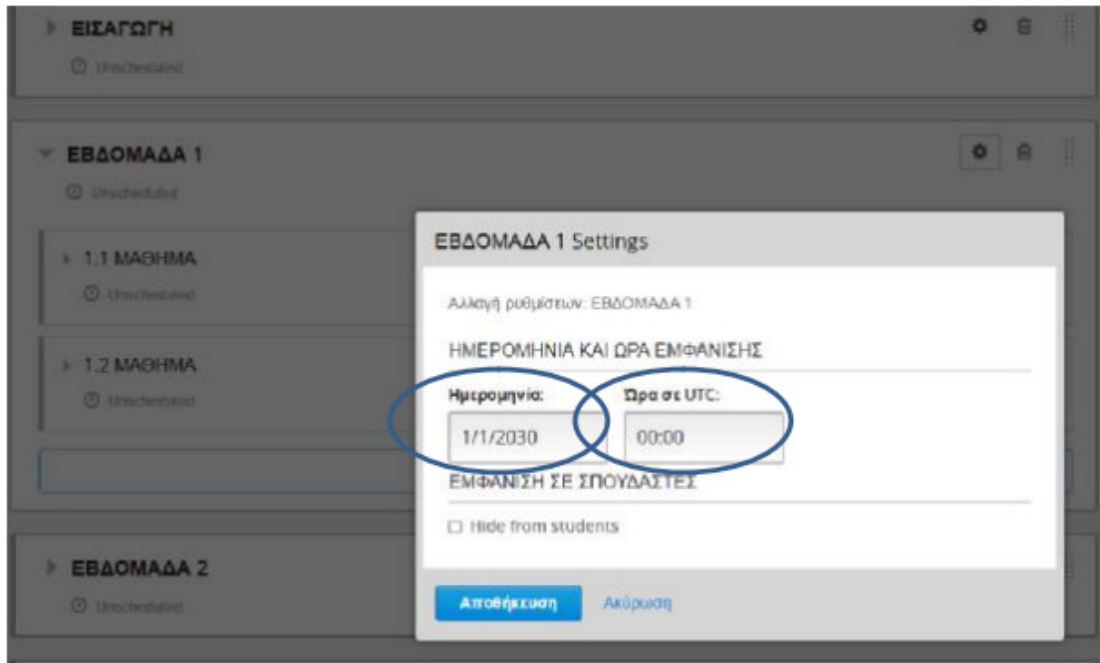 ΕΙΣΑΓΩΓΗ
Unscheduled
ΕΒΔΟΜΑΔΑ 1
Unscheduled
1.1 ΜΑΘΗΜΑ
Unscheduled
1.2 ΜΑΘΗΜΑ
Unscheduled
ΕΒΔΟΜΑΔΑ 1 Settings
Αλλαγή ρυθμίσεων: ΕΒΔΟΜΑΔΑ 1
ΗΜΕΡΟΜΗΝΙΑ ΚΑΙ ΩΡΑ ΕΜΦΑΝΙΣΗΣ
Ημερομηνία: Ώρα σε UTC:
1/1/2030 00:00
ΕΜΦΑΝΙΣΗ ΣΕ ΣΠΟΥΔΑΣΤΕΣ
Hide from students
Αποθήκευση Ακύρωση
ΕΒΔΟΜΑΔΑ 2
Unscheduled